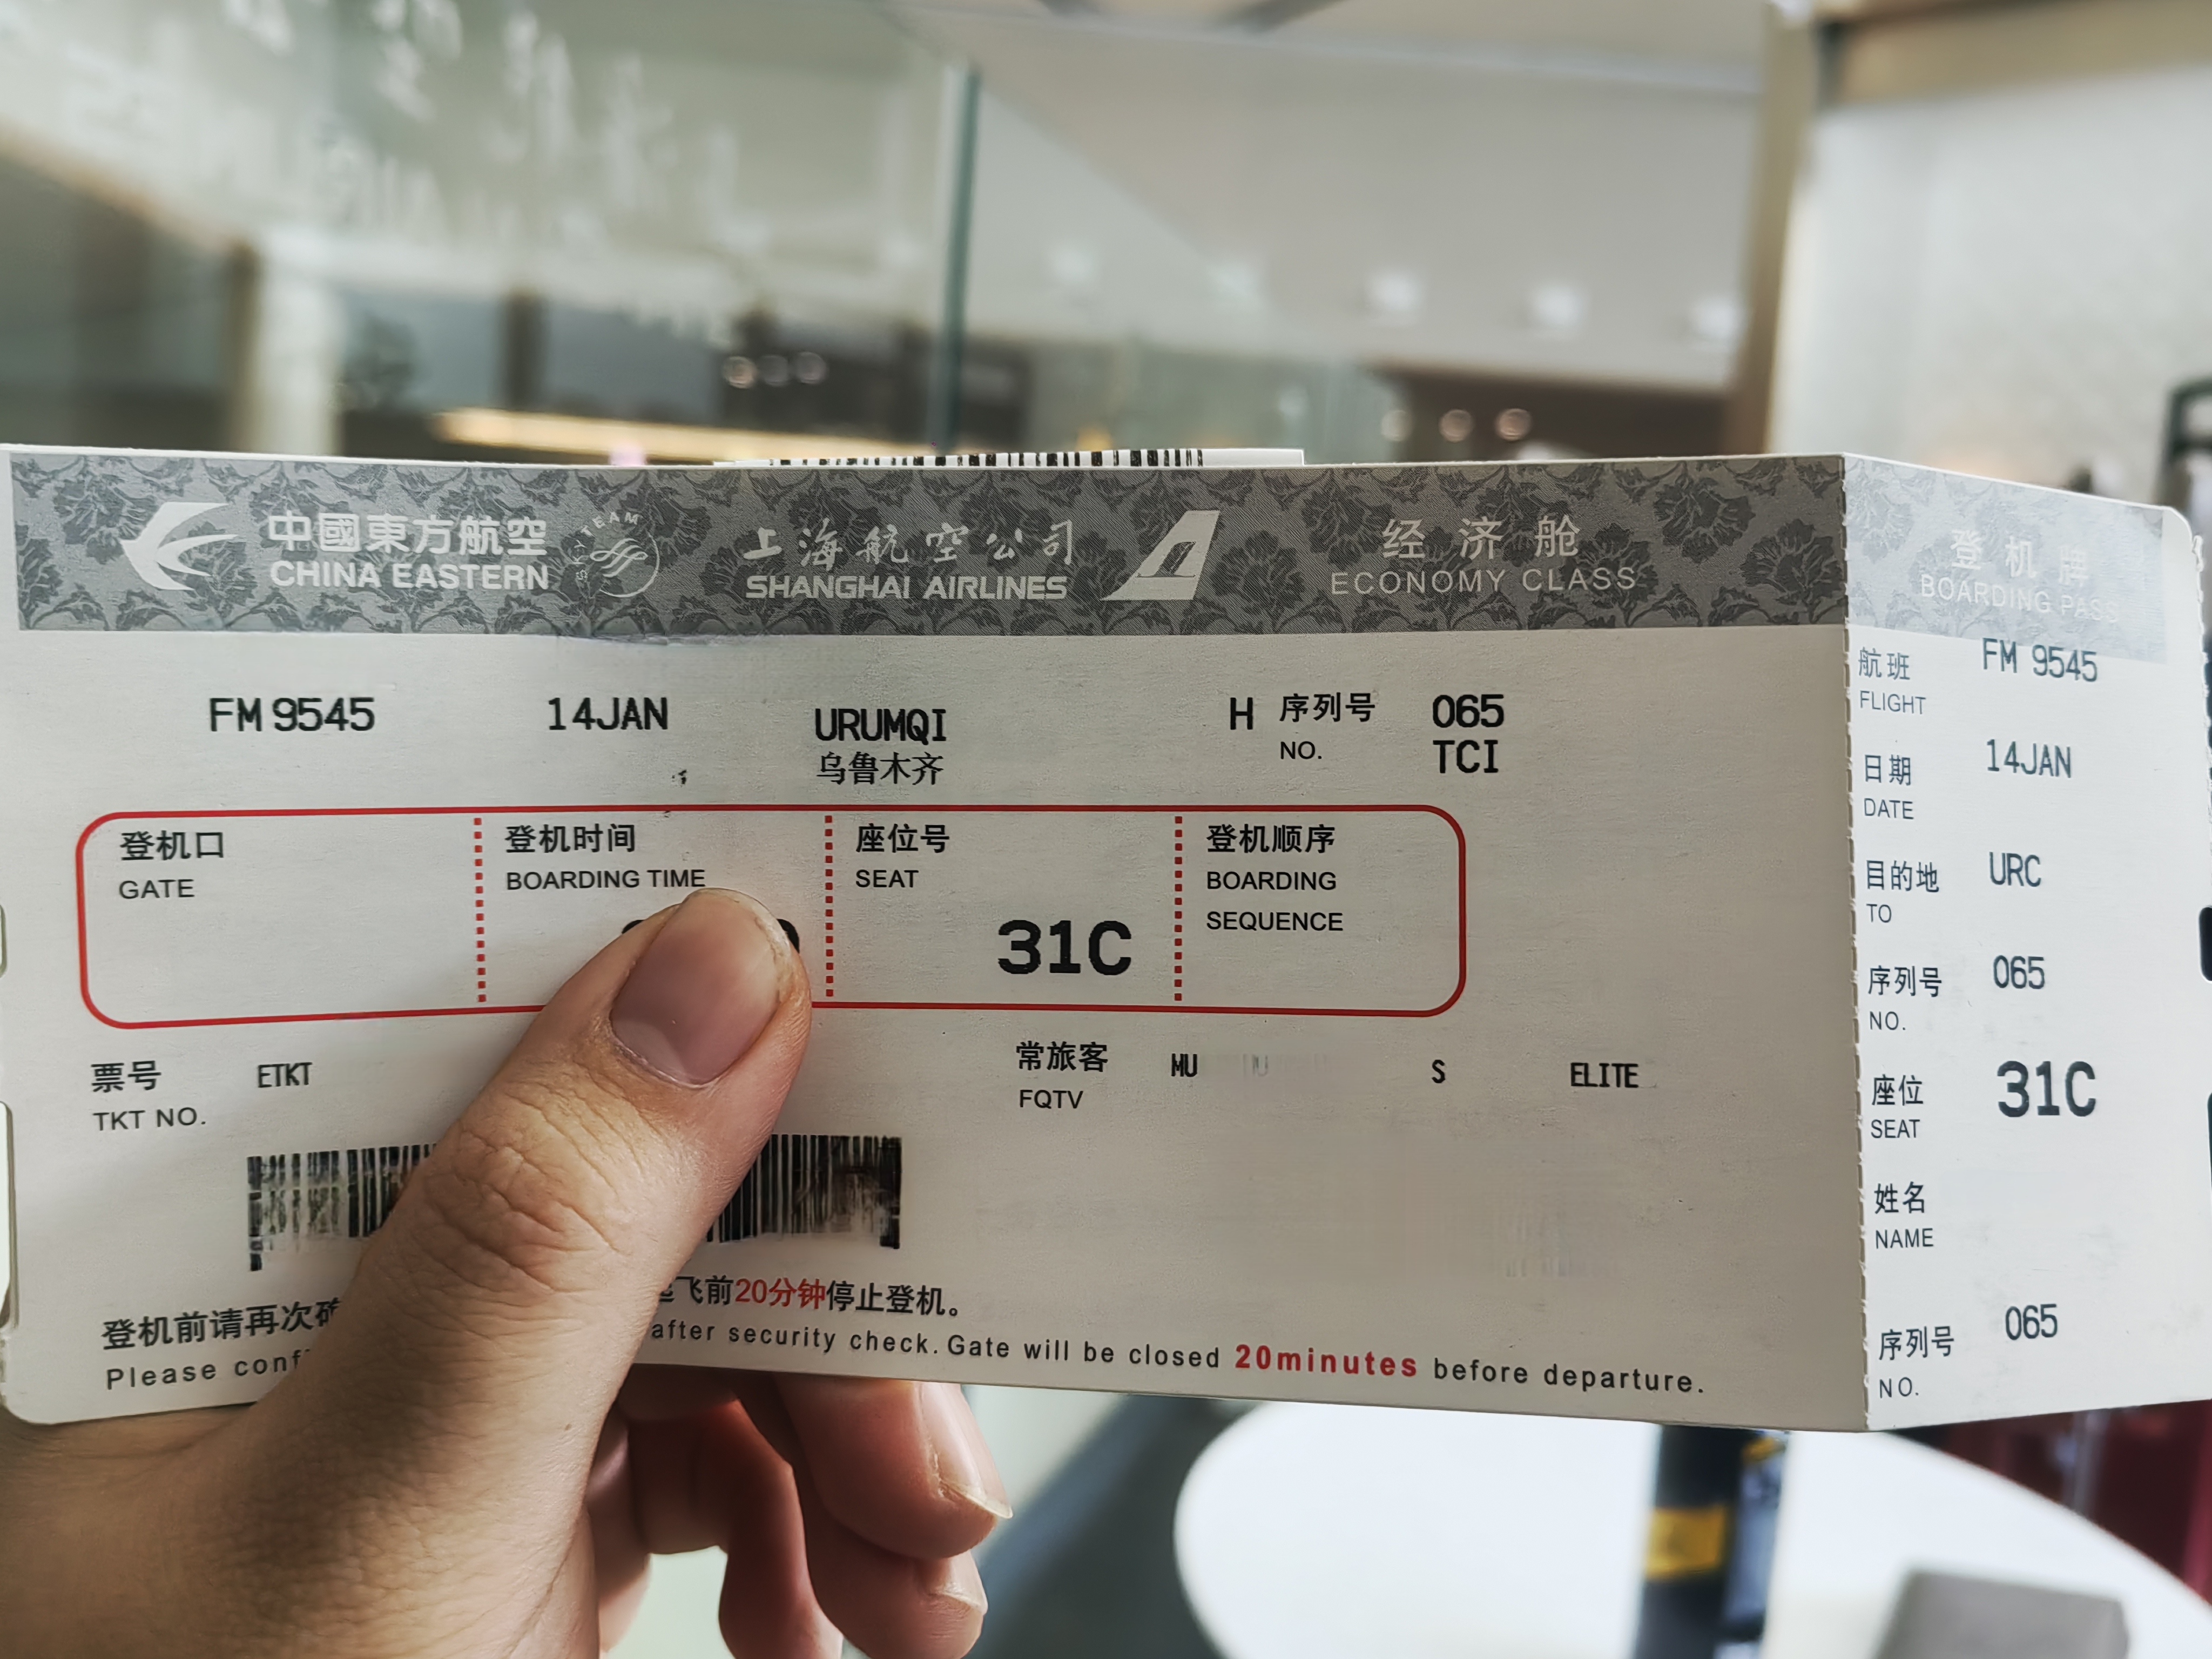 中國東方航空
CHINA EASTERN
上海航空公司
SHANGHAI AIRLINES
经济舱
ECONOMY CLASS
FM 9545 14JAN URUMQI H 序列号 065
乌鲁木齐 NO. TCI
登机口 登机时间 座位号 登机顺序
GATE BOARDING TIME SEAT BOARDING
SEQUENCE
31C
票号 ETKT 常旅客 MU S ELITE
TKT NO. FQTV
登机前请再次 飞前20分钟停止登机。
Please after security check. Gate will be closed 20minutes before departure.
登机牌
BOARDING PASS
航班 FM 9545
FLIGHT
日期 14JAN
DATE
目的地 URC
TO
序列号 065
NO.
座位 31C
SEAT
姓名
NAME
序列号 065
NO.